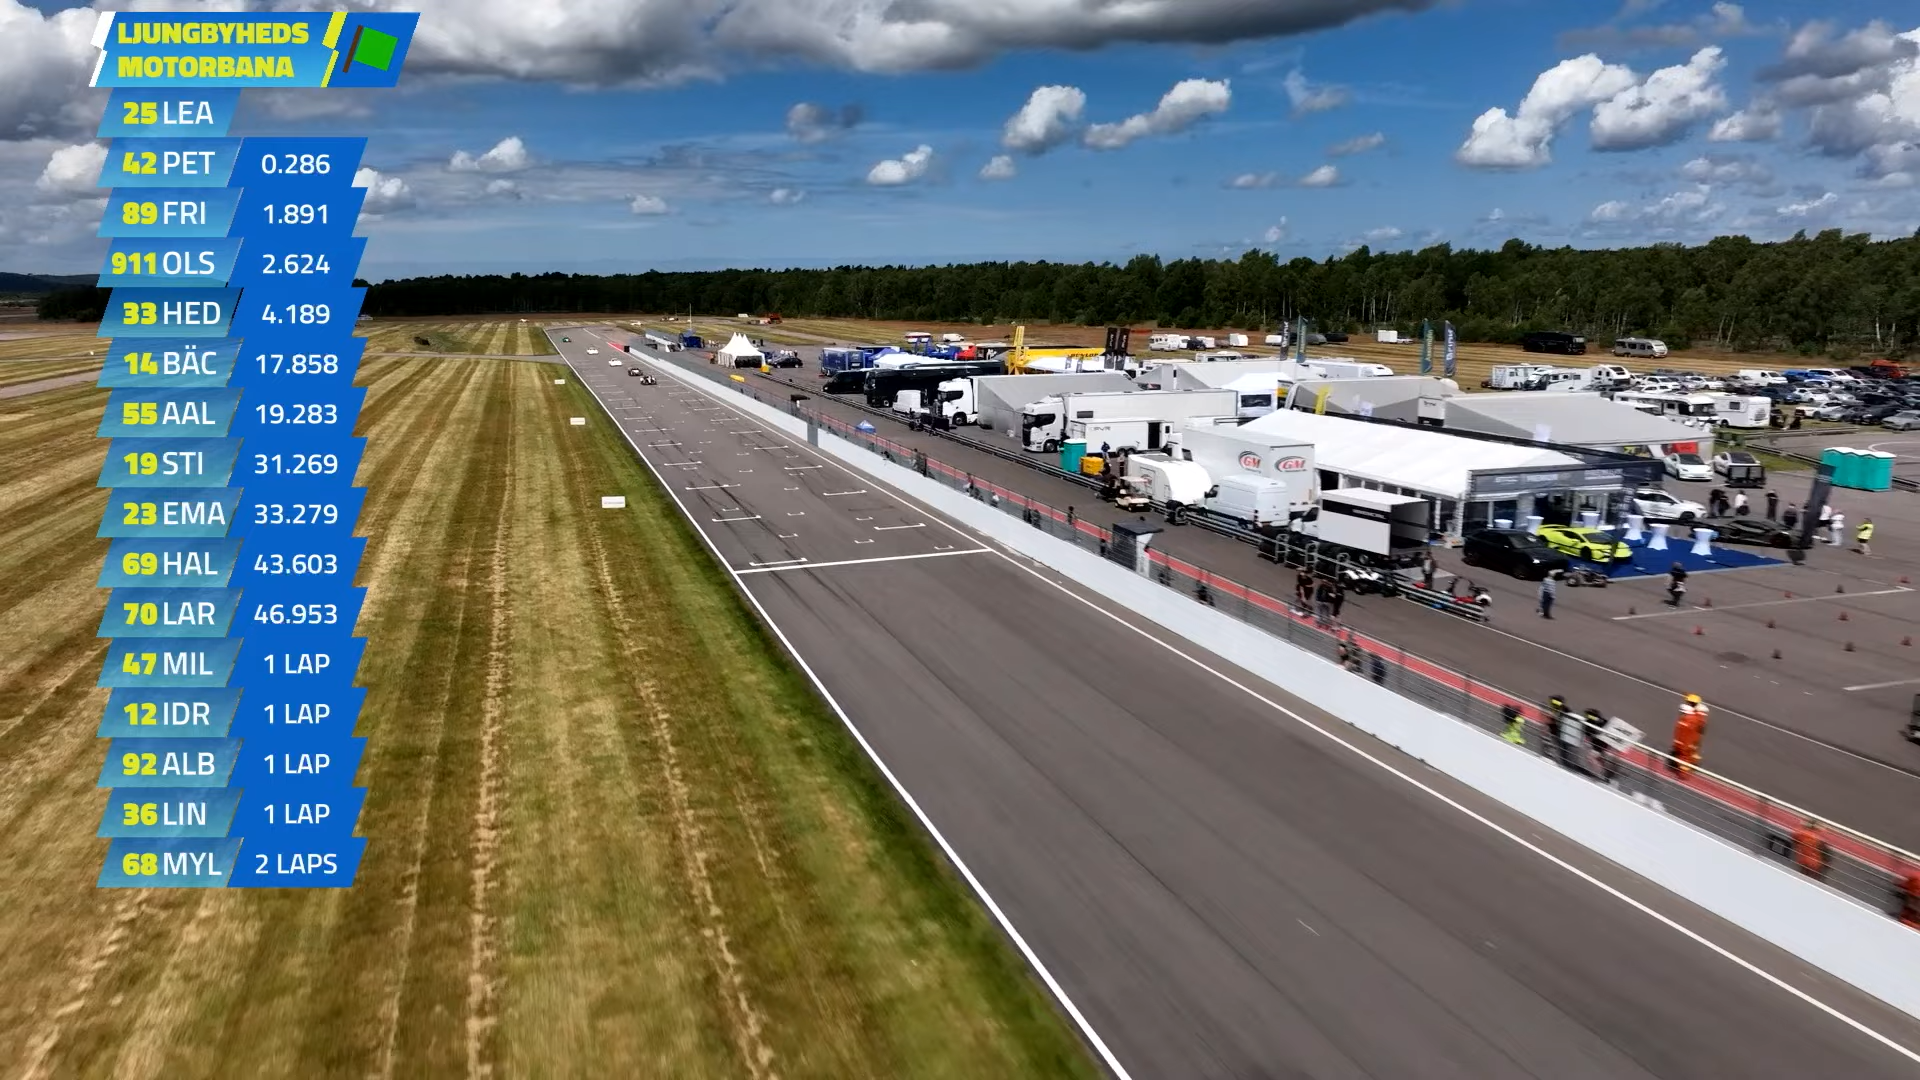 LJUNGBYHEDS
MOTORBANA
25 LEA
42 PET 0.286
89 FRI 1.891
911 OLS 2.624
33 HED 4.189
14 BÄC 17.858
55 AAL 19.283
19 STI 31.269
23 EMA 33.279
69 HAL 43.603
70 LAR 46.953
47 MIL 1 LAP
12 IDR 1 LAP
92 ALB 1 LAP
36 LIN 1 LAP
68 MYL 2 LAPS
GM GM